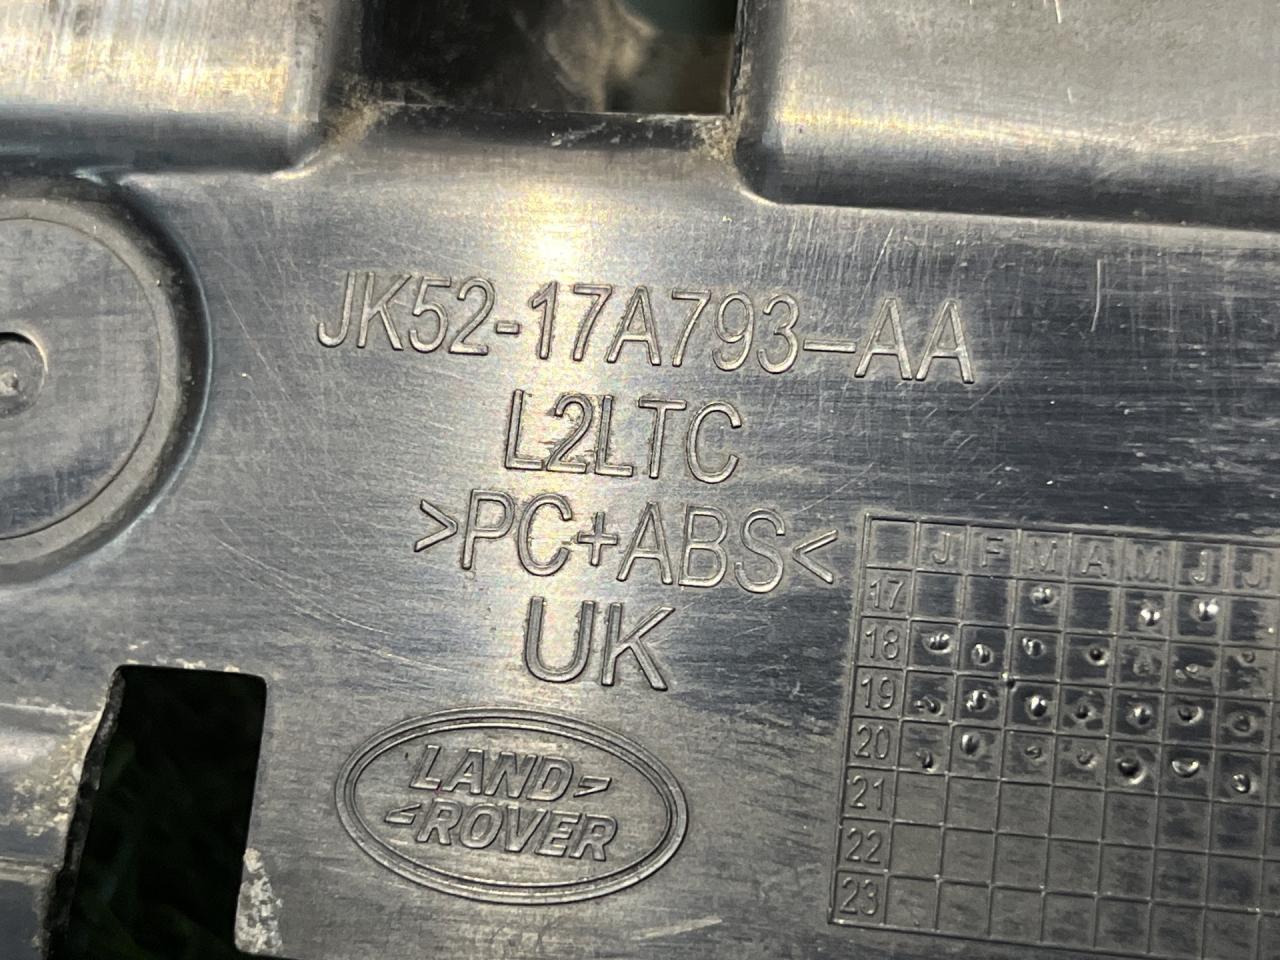 JK52-17A793-AA
L2LTC
>PC+ABS<
UK
LAND
ROVER
J F M A M J J
17
18
19
20
21
22
23